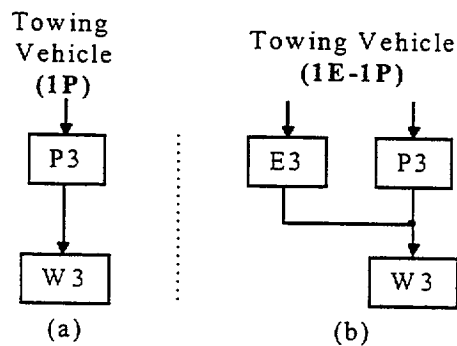 Towing
Vehicle
(1P)
P3
W3
(a)
Towing Vehicle
(1E-1P)
E3
P3
W3
(b)